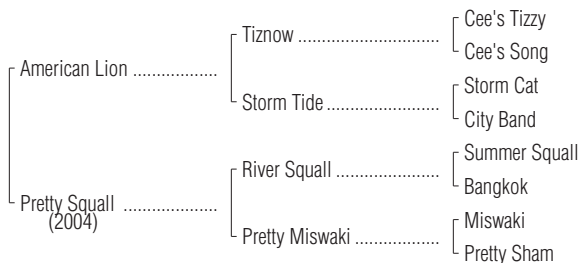 Cee's Tizzy
Tiznow ................................
Cee's Song
American Lion ...................
Storm Cat
Storm Tide .........................
City Band
Summer Squall
River Squall .......................
Bangkok
Pretty Squall .....................
(2004)
Miswaki
Pretty Miswaki ...................
Pretty Sham